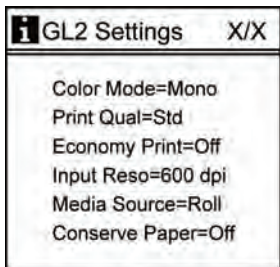 i GL2 Settings X/X
Color Mode=Mono
Print Qual=Std
Economy Print=Off
Input Reso=600 dpi
Media Source=Roll
Conserve Paper=Off